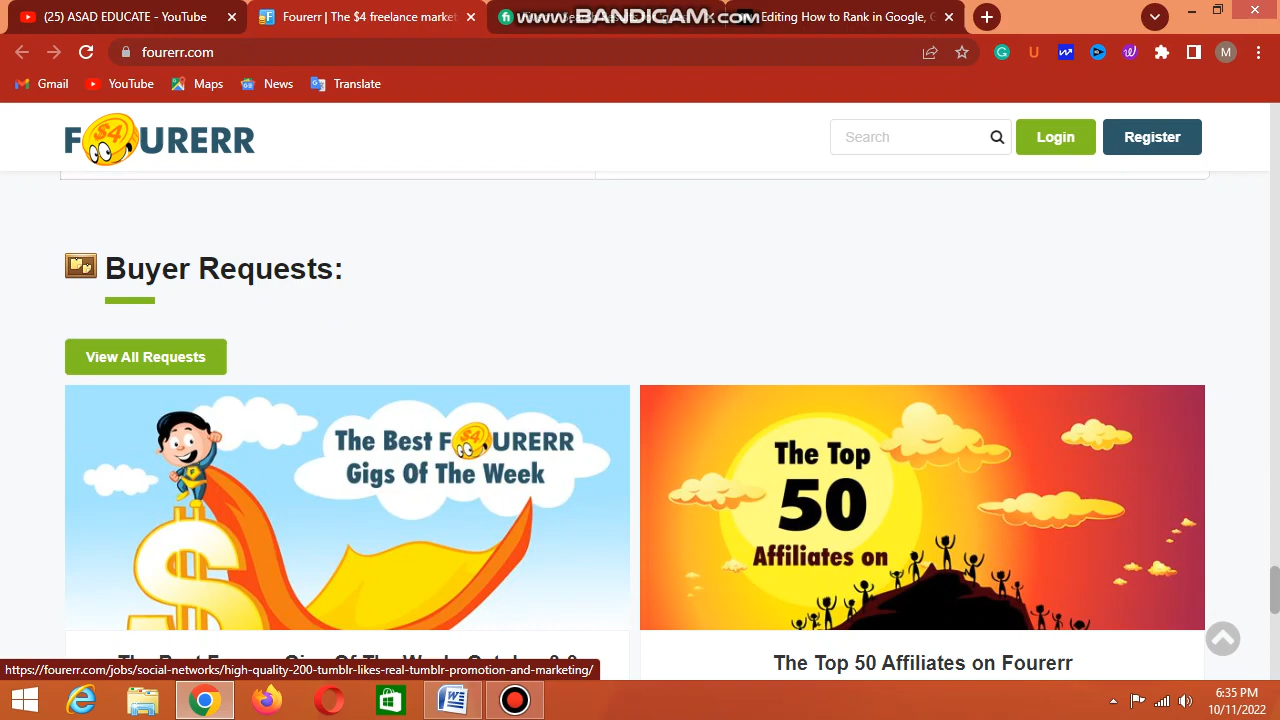 (25) ASAD EDUCATE - YouTube
Fourerr | The $4 freelance market
www.BANDICAM.com
Editing How to Rank in Google, G
fourerr.com
M
Gmail
YouTube
Maps
News
Translate
F$4URERR
Search
Login
Register
Buyer Requests:
View All Requests
The Best F$4URERR
Gigs Of The Week
The Top
50
Affiliates on
The Top 50 Affiliates on Fourerr
https://fourerr.com/jobs/social-networks/high-quality-200-tumblr-likes-real-tumblr-promotion-and-marketing/
6:35 PM
10/11/2022